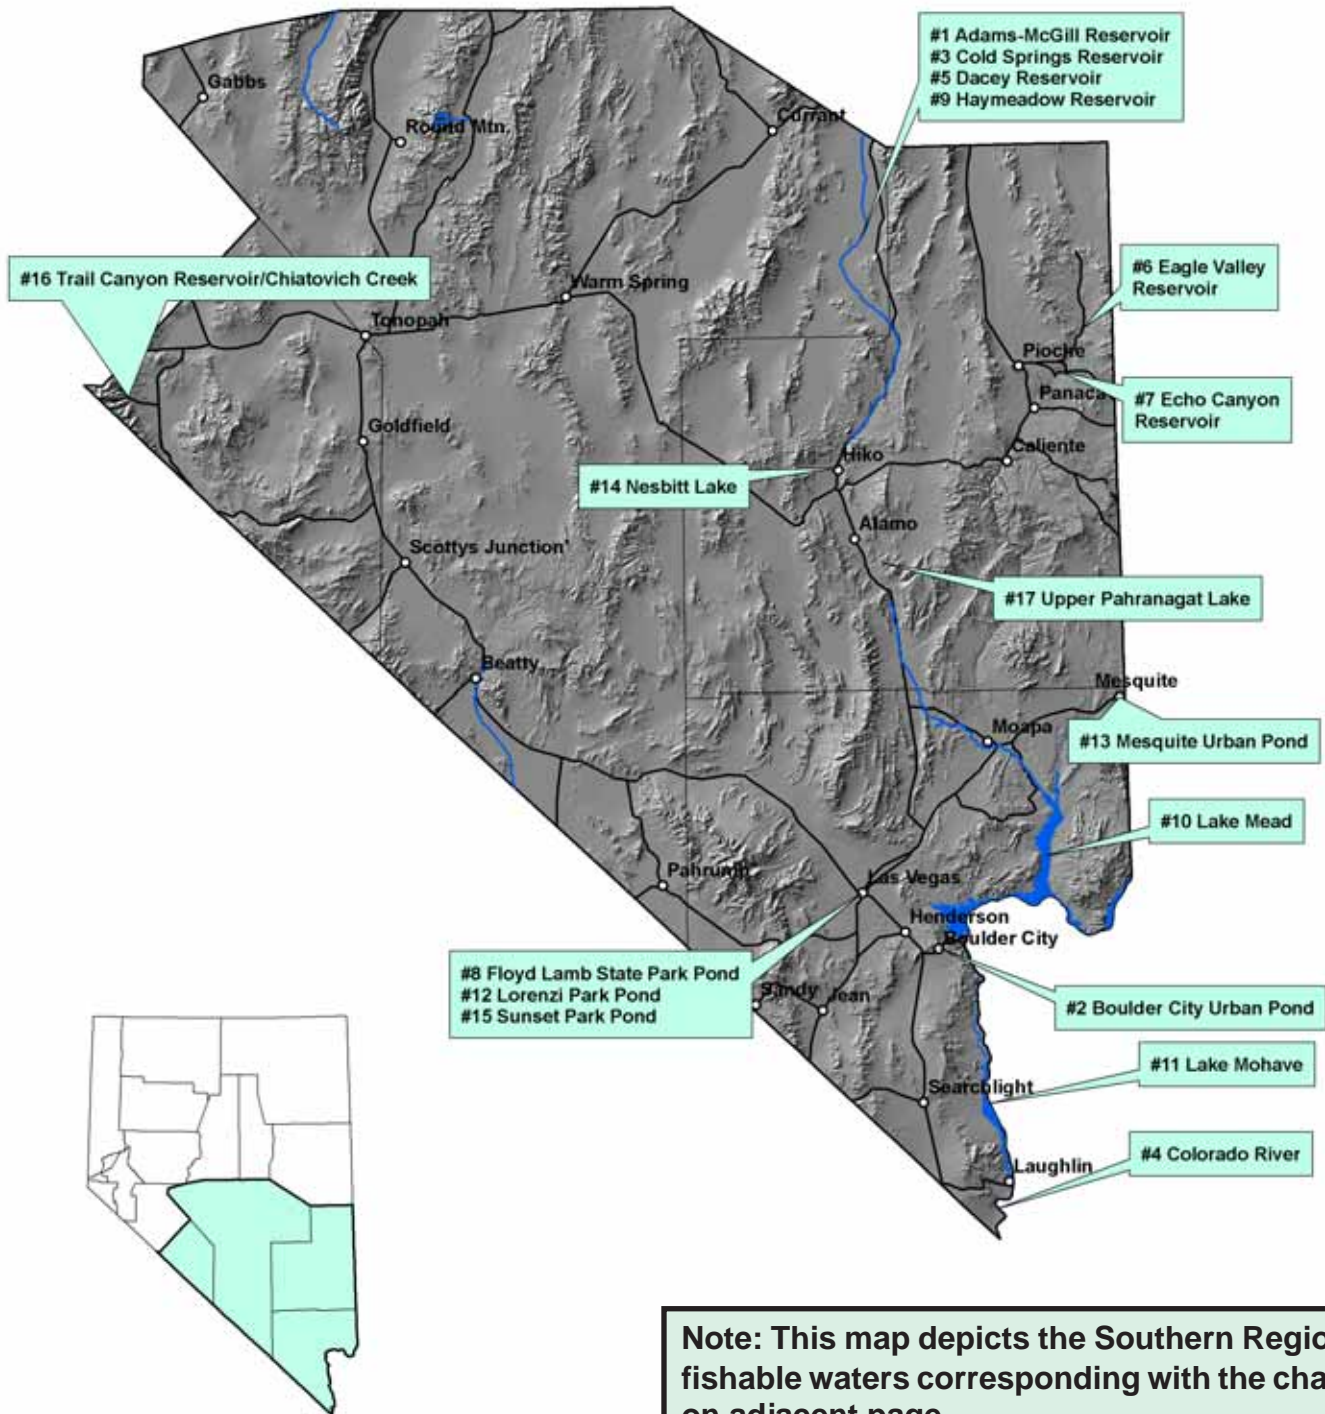 #1 Adams-McGill Reservoir
#3 Cold Springs Reservoir
#5 Dacey Reservoir
#9 Haymeadow Reservoir
Gabbs
Round Mtn.
Currant
#16 Trail Canyon Reservoir/Chiatovich Creek
Warm Spring
#6 Eagle Valley
Reservoir
Tonopah
Pioche
Panaca
#7 Echo Canyon
Reservoir
Goldfield
Hiko
Caliente
#14 Nesbitt Lake
Alamo
Scottys Junction
#17 Upper Pahranagat Lake
Beatty
Mesquite
Moapa
#13 Mesquite Urban Pond
#10 Lake Mead
Pahrump
Las Vegas
Henderson
Boulder City
#8 Floyd Lamb State Park Pond
#12 Lorenzi Park Pond
#15 Sunset Park Pond
Sandy
Jean
#2 Boulder City Urban Pond
#11 Lake Mohave
Searchlight
#4 Colorado River
Laughlin
Note: This map depicts the Southern Regio
fishable waters corresponding with the cha
on adjacent page